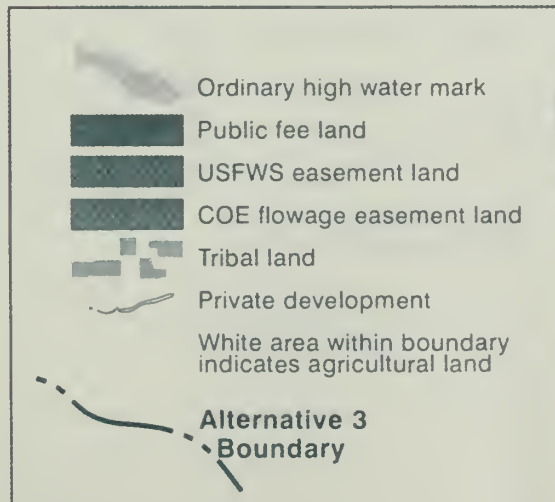 Ordinary high water mark
Public fee land
USFWS easement land
COE flowage easement land
Tribal land
Private development
White area within boundary
indicates agricultural land
Alternative 3
Boundary